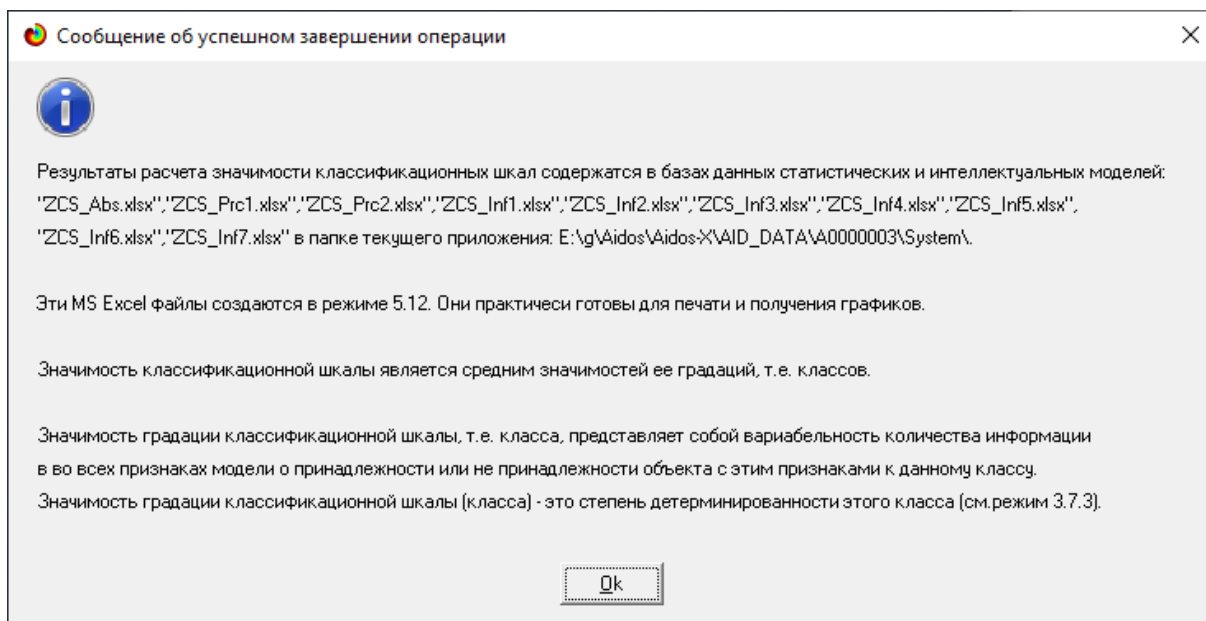 Сообщение об успешном завершении операции
Результаты расчета значимости классификационных шкал содержатся в базах данных статистических и интеллектуальных моделей:
"ZCS_Abs.xlsx","ZCS_Prc1.xlsx","ZCS_Prc2.xlsx","ZCS_Inf1.xlsx","ZCS_Inf2.xlsx","ZCS_Inf3.xlsx","ZCS_Inf4.xlsx","ZCS_Inf5.xlsx",
"ZCS_Inf6.xlsx","ZCS_Inf7.xlsx" в папке текущего приложения: E:\g\Aidos\Aidos-X\AID_DATA\A0000003\System\.
Эти MS Excel файлы создаются в режиме 5.12. Они практичеси готовы для печати и получения графиков.
Значимость классификационной шкалы является средним значимостей ее градаций, т.е. классов.
Значимость градации классификационной шкалы, т.е. класса, представляет собой вариабельность количества информации
в во всех признаках модели о принадлежности или не принадлежности объекта с этим признаками к данному классу.
Значимость градации классификационной шкалы (класса) - это степень детерминированности этого класса (см.режим 3.7.3).
Ok